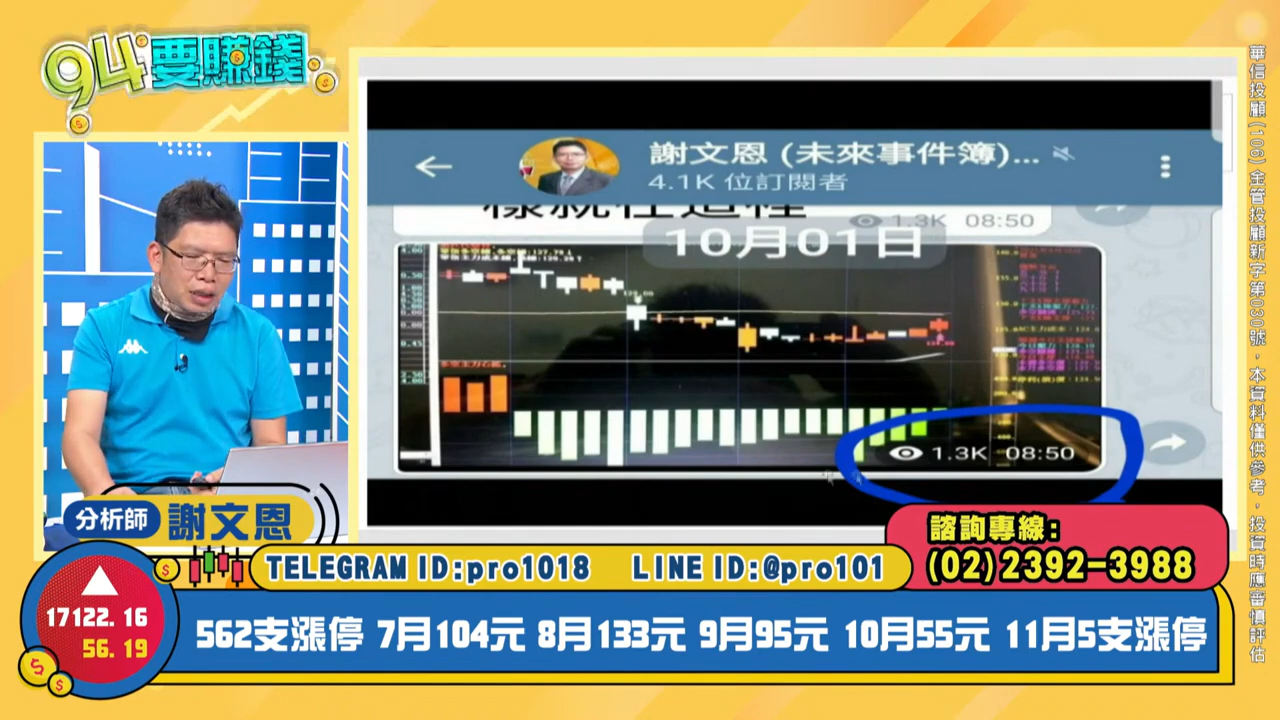 94要賺錢
謝文恩 (未來事件簿)...
4.1K 位訂閱者
樣就在這裡
1.3K 08:50
10月01日
1.3K 08:50
分析師 謝文恩
諮詢專線:
(02)2392-3988
TELEGRAM ID:pro1018 LINE ID:@pro101
17122.16
56.19
562支漲停 7月104元 8月133元 9月95元 10月55元 11月5支漲停
華信投顧(106)金管投顧新字第030號,本資料僅供參考,投資時應審慎評估